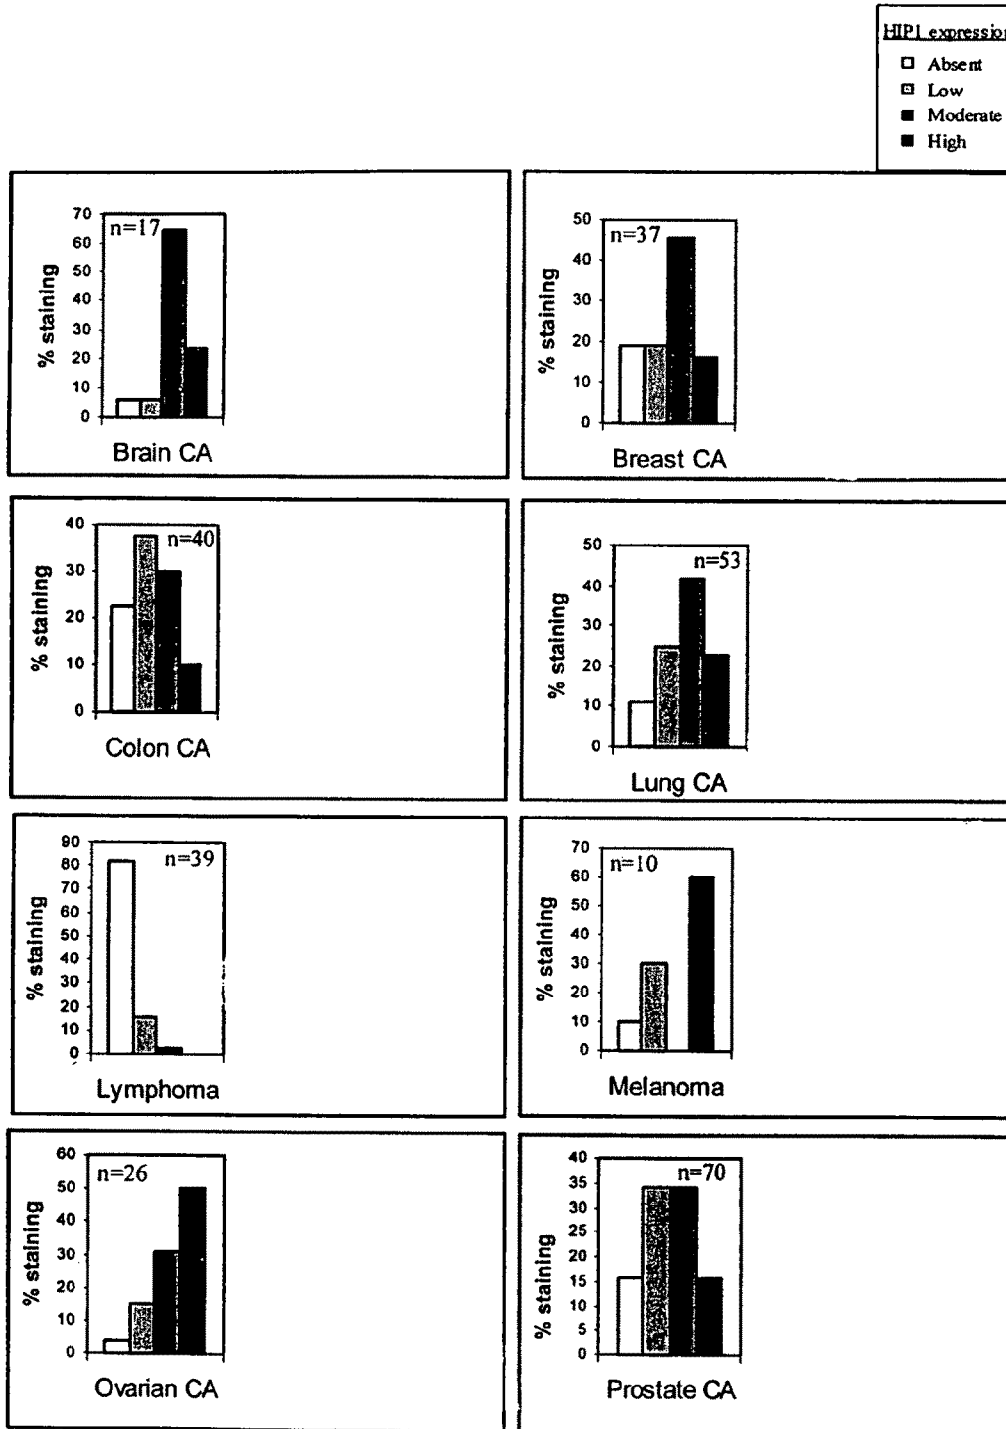 HIP1 expression
Absent
Low
Moderate
High
70
60
50
40
30
20
10
0
% staining
n=17
Brain CA
50
40
30
20
10
0
% staining
n=37
Breast CA
40
30
20
10
0
% staining
n=40
Colon CA
50
40
30
20
10
0
% staining
n=53
Lung CA
90
80
70
60
50
40
30
20
10
0
% staining
n=39
Lymphoma
70
60
50
40
30
20
10
0
% staining
n=10
Melanoma
60
50
40
30
20
10
0
% staining
n=26
Ovarian CA
40
35
30
25
20
15
10
5
0
% staining
n=70
Prostate CA